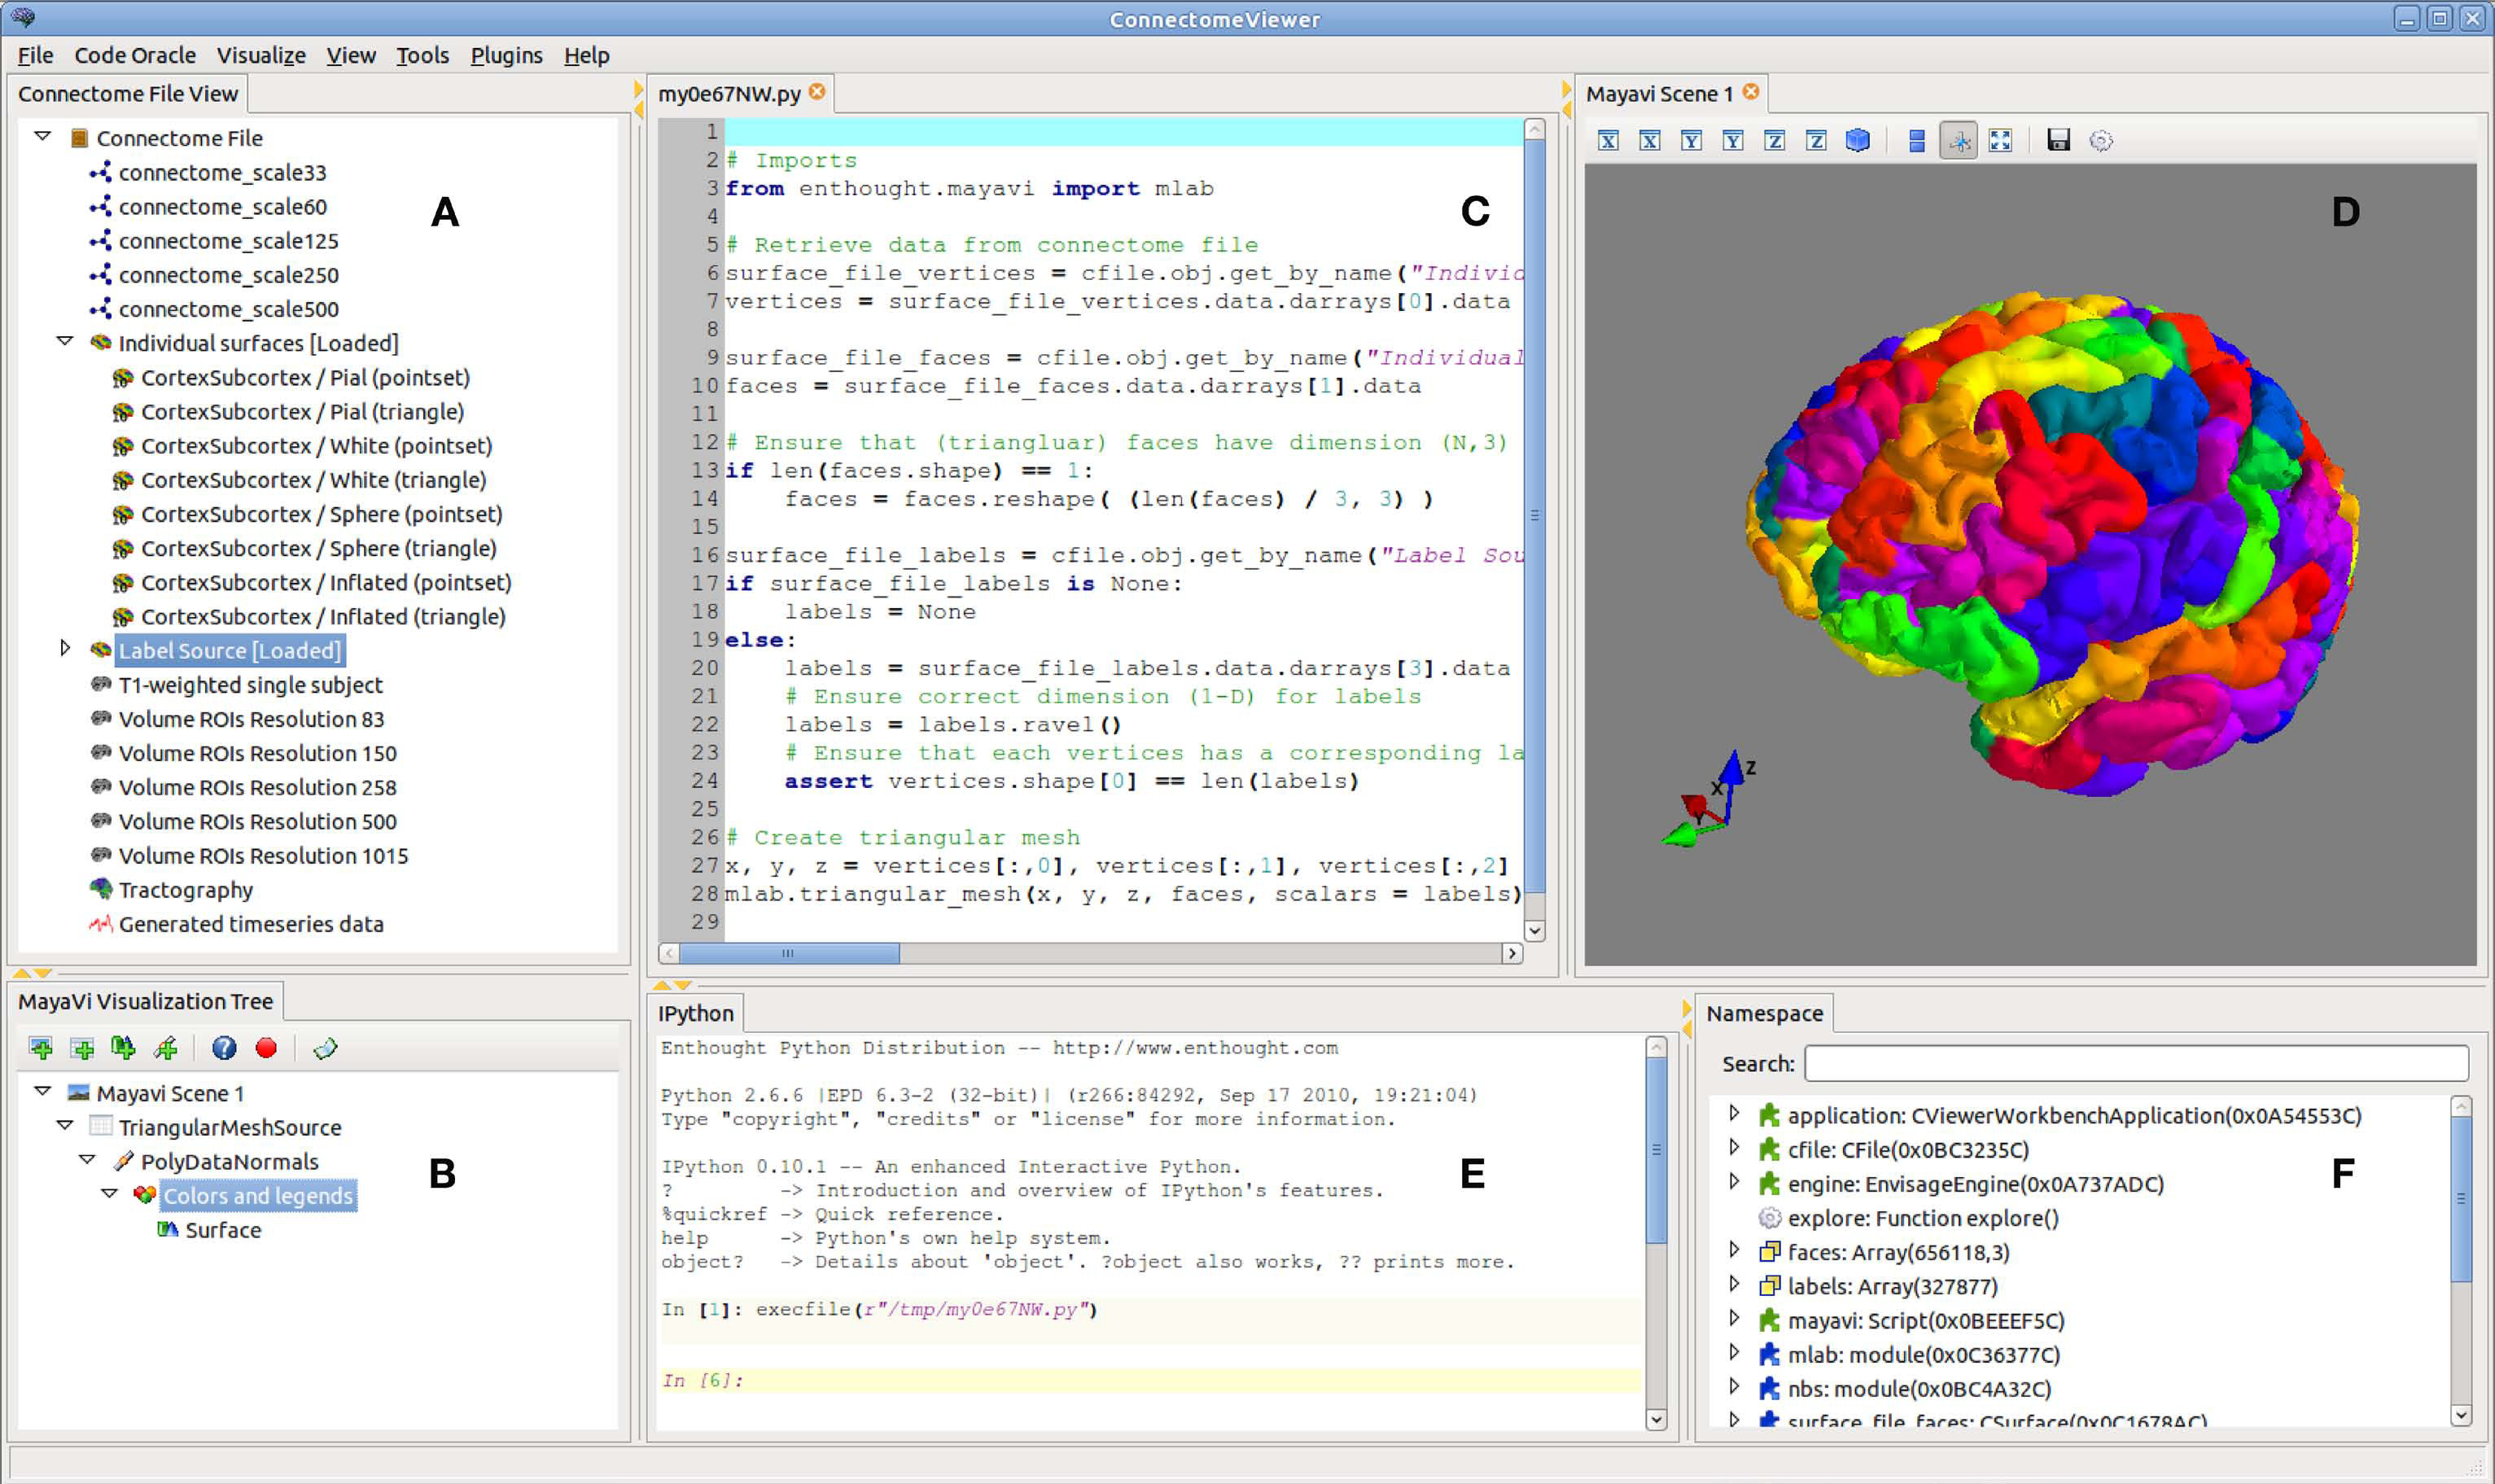 ConnectomeViewer
File Code Oracle Visualize View Tools Plugins Help
Connectome File View
Connectome File
connectome_scale33
connectome_scale60
connectome_scale125
connectome_scale250
connectome_scale500
Individual surfaces [Loaded]
CortexSubcortex / Pial (pointset)
CortexSubcortex / Pial (triangle)
CortexSubcortex / White (pointset)
CortexSubcortex / White (triangle)
CortexSubcortex / Sphere (pointset)
CortexSubcortex / Sphere (triangle)
CortexSubcortex / Inflated (pointset)
CortexSubcortex / Inflated (triangle)
Label Source [Loaded]
T1-weighted single subject
Volume ROIs Resolution 83
Volume ROIs Resolution 150
Volume ROIs Resolution 258
Volume ROIs Resolution 500
Volume ROIs Resolution 1015
Tractography
Generated timeseries data
A
MayaVi Visualization Tree
Mayavi Scene 1
TriangularMeshSource
PolyDataNormals
Colors and legends
Surface
B
my0e67NW.py
1
2 # Imports
3 from enthought.mayavi import mlab
4
5 # Retrieve data from connectome file
6 surface_file_vertices = cfile.obj.get_by_name("Individ
7 vertices = surface_file_vertices.data.darrays[0].data
8
9 surface_file_faces = cfile.obj.get_by_name("Individual
10 faces = surface_file_faces.data.darrays[1].data
11
12 # Ensure that (triangluar) faces have dimension (N,3)
13 if len(faces.shape) == 1:
14 faces = faces.reshape( (len(faces) / 3, 3) )
15
16 surface_file_labels = cfile.obj.get_by_name("Label Sou
17 if surface_file_labels is None:
18 labels = None
19 else:
20 labels = surface_file_labels.data.darrays[3].data
21 # Ensure correct dimension (1-D) for labels
22 labels = labels.ravel()
23 # Ensure that each vertices has a corresponding la
24 assert vertices.shape[0] == len(labels)
25
26 # Create triangular mesh
27 x, y, z = vertices[:,0], vertices[:,1], vertices[:,2]
28 mlab.triangular_mesh(x, y, z, faces, scalars = labels)
29
C
Mayavi Scene 1
X X Y Y Z Z
D
Z
X
IPython
Enthought Python Distribution -- http://www.enthought.com
Python 2.6.6 |EPD 6.3-2 (32-bit)| (r266:84292, Sep 17 2010, 19:21:04)
Type "copyright", "credits" or "license" for more information.
IPython 0.10.1 -- An enhanced Interactive Python.
? -> Introduction and overview of IPython's features.
%quickref -> Quick reference.
help -> Python's own help system.
object? -> Details about 'object'. ?object also works, ?? prints more.
In [1]: execfile(r"/tmp/my0e67NW.py")
In [6]:
E
Namespace
Search:
application: CViewerWorkbenchApplication(0x0A54553C)
cfile: CFile(0x0BC3235C)
engine: EnvisageEngine(0x0A737ADC)
explore: Function explore()
faces: Array(656118,3)
labels: Array(327877)
mayavi: Script(0x0BEEEF5C)
mlab: module(0x0C36377C)
nbs: module(0x0BC4A32C)
surface_file_faces: CSurface(0x0C1678AC)
F